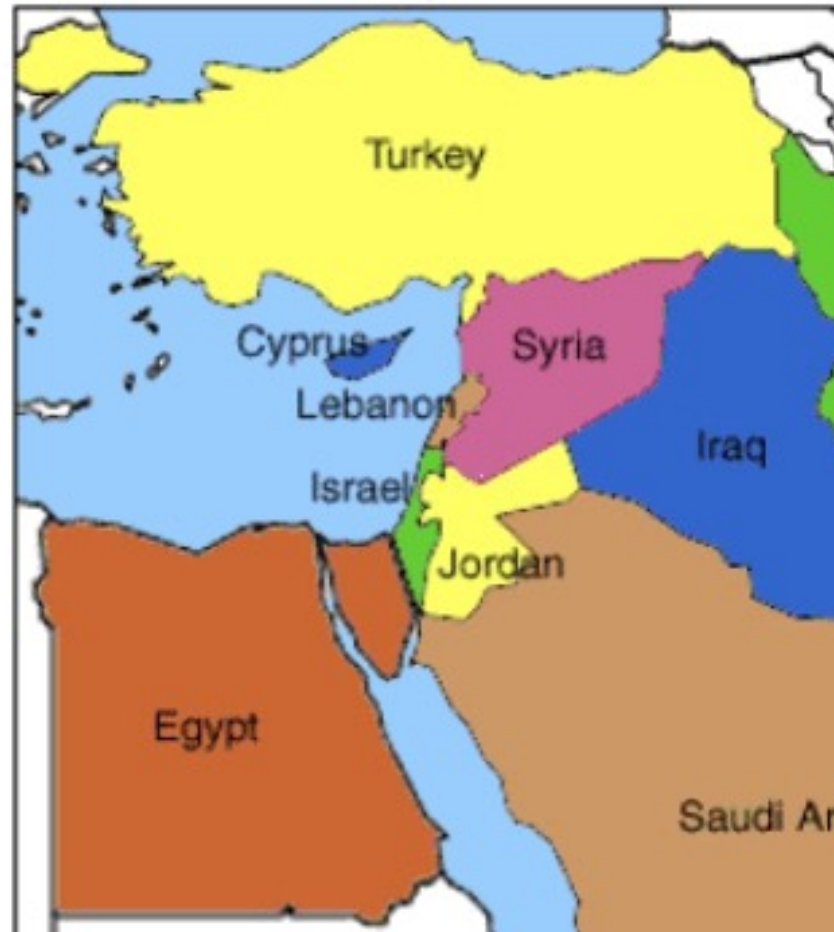 Turkey
Cyprus
Syria
Lebanon
Iraq
Israel
Jordan
Egypt
Saudi Ar